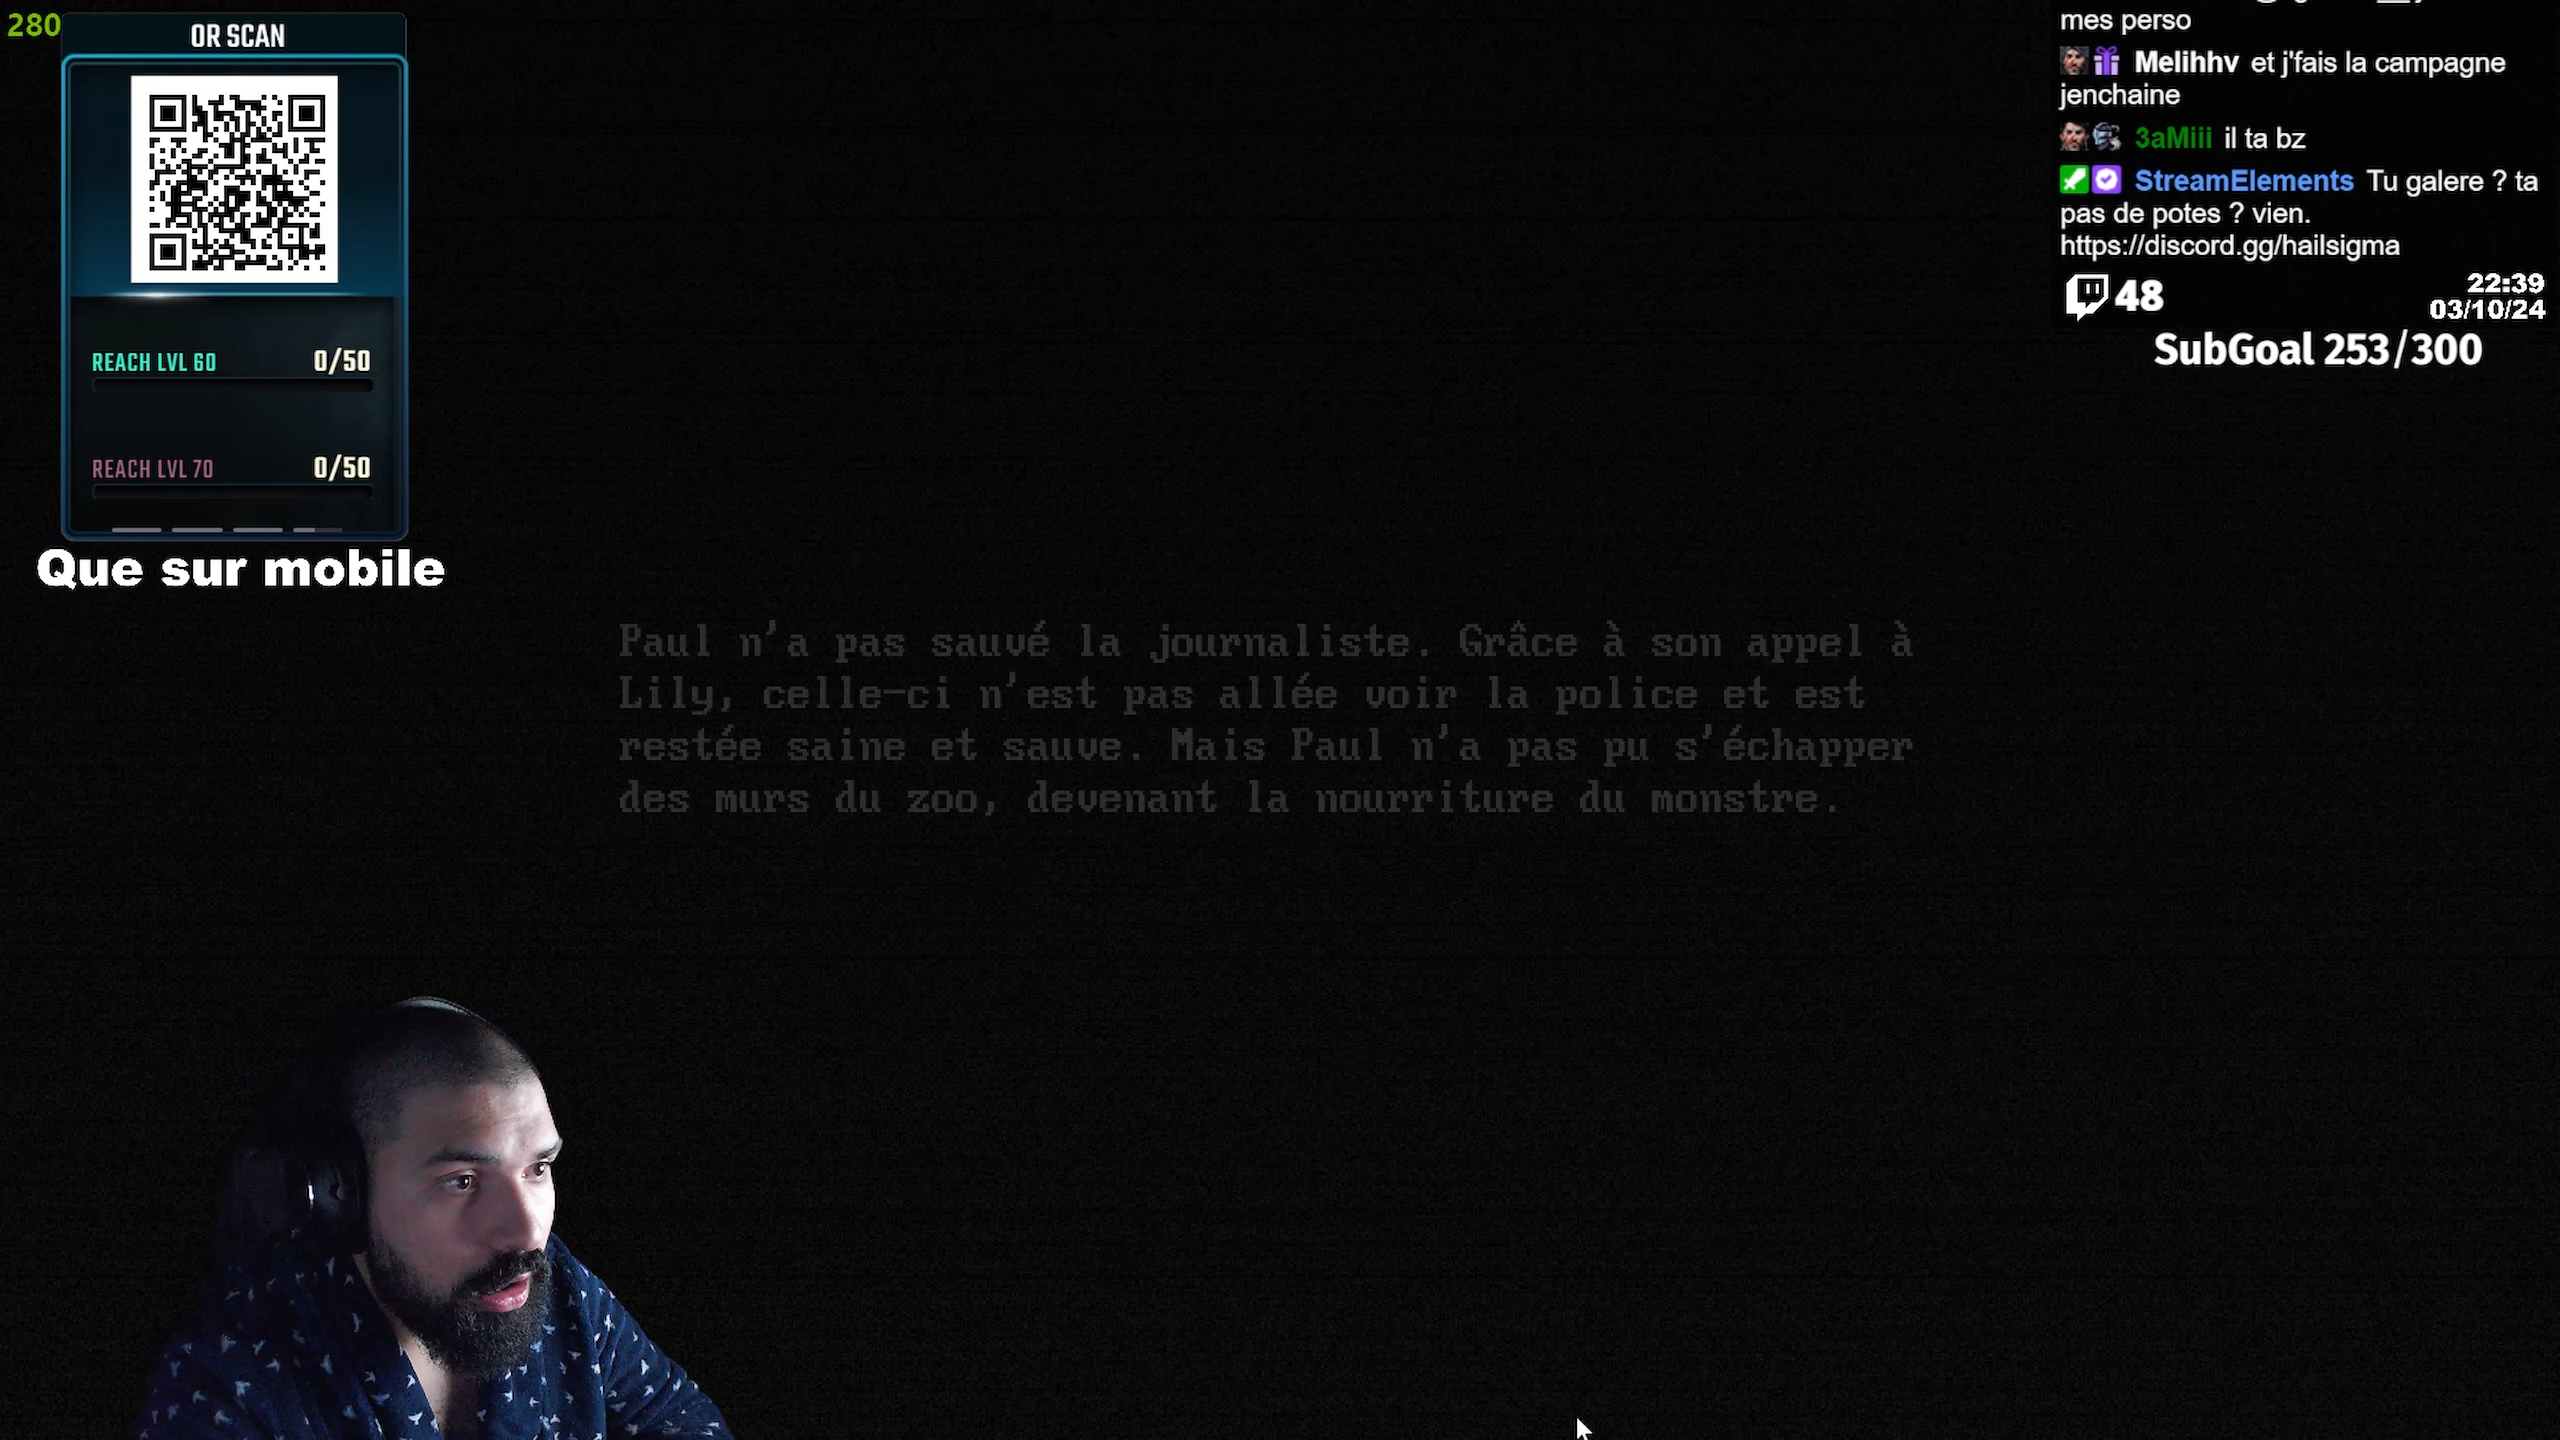 280
OR SCAN
REACH LVL 60 0/50
REACH LVL 70 0/50
Que sur mobile
mes perso
Melihhv et j'fais la campagne
jenchaine
3aMiii il ta bz
StreamElements Tu galere ? ta
pas de potes ? vien.
https://discord.gg/hailsigma
48
22:39
03/10/24
SubGoal 253/300
Paul n'a pas sauvé la journaliste. Grâce à son appel à
Lily, celle-ci n'est pas allée voir la police et est
restée saine et sauve. Mais Paul n'a pas pu s'échapper
des murs du zoo, devenant la nourriture du monstre.